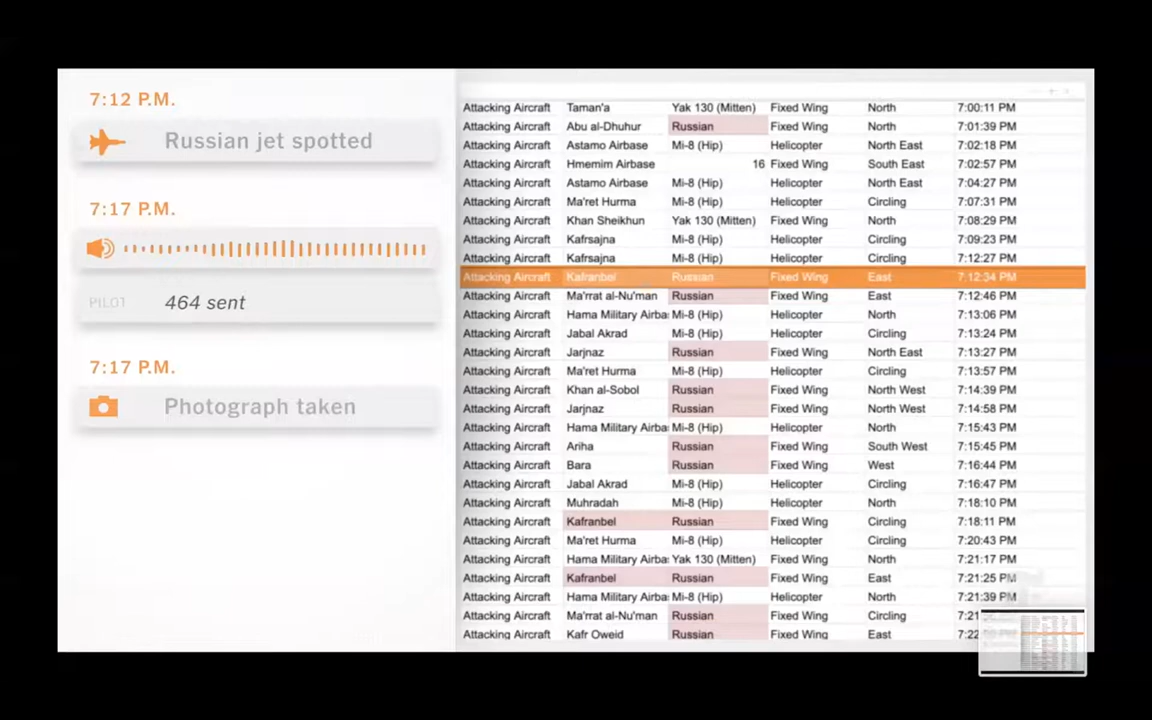 7:12 P.M.
Russian jet spotted
7:17 P.M.
PILOT 464 sent
7:17 P.M.
Photograph taken
Attacking Aircraft Taman'a Yak 130 (Mitten) Fixed Wing North 7:00:11 PM
Attacking Aircraft Abu al-Dhuhur Russian Fixed Wing North 7:01:39 PM
Attacking Aircraft Astamo Airbase Mi-8 (Hip) Helicopter North East 7:02:18 PM
Attacking Aircraft Hmemim Airbase 16 Fixed Wing South East 7:02:57 PM
Attacking Aircraft Astamo Airbase Mi-8 (Hip) Helicopter North East 7:04:27 PM
Attacking Aircraft Ma'ret Hurma Mi-8 (Hip) Helicopter Circling 7:07:31 PM
Attacking Aircraft Khan Sheikhun Yak 130 (Mitten) Fixed Wing North 7:08:29 PM
Attacking Aircraft Kafrsajna Mi-8 (Hip) Helicopter Circling 7:09:23 PM
Attacking Aircraft Kafrsajna Mi-8 (Hip) Helicopter Circling 7:12:27 PM
Attacking Aircraft Kafranbel Russian Fixed Wing East 7:12:34 PM
Attacking Aircraft Ma'rrat al-Nu'man Russian Fixed Wing East 7:12:46 PM
Attacking Aircraft Hama Military Airba Mi-8 (Hip) Helicopter North 7:13:06 PM
Attacking Aircraft Jabal Akrad Mi-8 (Hip) Helicopter Circling 7:13:24 PM
Attacking Aircraft Jarjnaz Russian Fixed Wing North East 7:13:27 PM
Attacking Aircraft Ma'ret Hurma Mi-8 (Hip) Helicopter Circling 7:13:57 PM
Attacking Aircraft Khan al-Sobol Russian Fixed Wing North West 7:14:39 PM
Attacking Aircraft Jarjnaz Russian Fixed Wing North West 7:14:58 PM
Attacking Aircraft Hama Military Airba Mi-8 (Hip) Helicopter North 7:15:43 PM
Attacking Aircraft Ariha Russian Fixed Wing South West 7:15:45 PM
Attacking Aircraft Bara Russian Fixed Wing West 7:16:44 PM
Attacking Aircraft Jabal Akrad Mi-8 (Hip) Helicopter Circling 7:16:47 PM
Attacking Aircraft Muhradah Mi-8 (Hip) Helicopter North 7:18:10 PM
Attacking Aircraft Kafranbel Russian Fixed Wing Circling 7:18:11 PM
Attacking Aircraft Ma'ret Hurma Mi-8 (Hip) Helicopter Circling 7:20:43 PM
Attacking Aircraft Hama Military Airba Yak 130 (Mitten) Fixed Wing North 7:21:17 PM
Attacking Aircraft Kafranbel Russian Fixed Wing East 7:21:25 PM
Attacking Aircraft Hama Military Airba Mi-8 (Hip) Helicopter North 7:21:39 PM
Attacking Aircraft Ma'rrat al-Nu'man Russian Fixed Wing Circling 7:21
Attacking Aircraft Kafr Oweid Russian Fixed Wing East 7:22